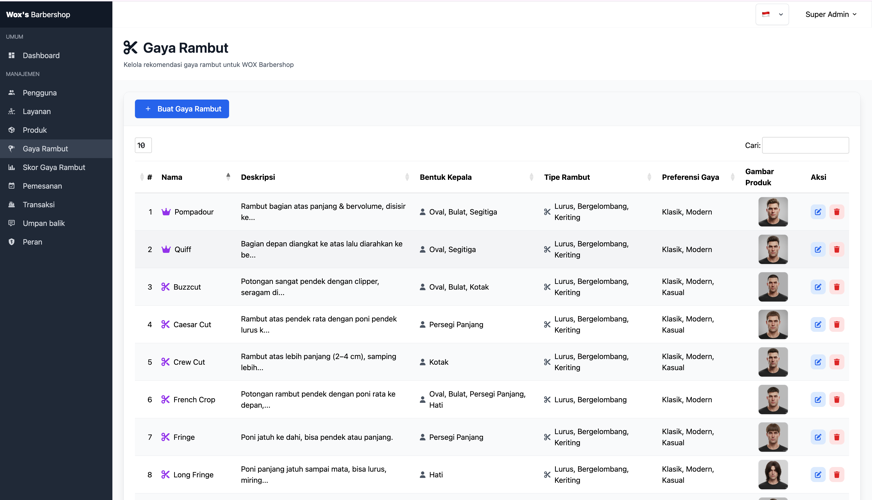 Wox's Barbershop
Super Admin
UMUM
Dashboard
MANAJEMEN
Pengguna
Layanan
Produk
Gaya Rambut
Skor Gaya Rambut
Pemesanan
Transaksi
Umpan balik
Peran
Gaya Rambut
Kelola rekomendasi gaya rambut untuk WOX Barbershop
+ Buat Gaya Rambut
10
Cari:
# Nama Deskripsi Bentuk Kepala Tipe Rambut Preferensi Gaya Gambar Produk Aksi
1 Pompadour Rambut bagian atas panjang & bervolume, disisir ke... Oval, Bulat, Segitiga Lurus, Bergelombang, Keriting Klasik, Modern
2 Quiff Bagian depan diangkat ke atas lalu diarahkan ke be... Oval, Segitiga Lurus, Bergelombang, Keriting Klasik, Modern
3 Buzzcut Potongan sangat pendek dengan clipper, seragam di... Oval, Bulat, Kotak Lurus, Bergelombang, Keriting Klasik, Modern, Kasual
4 Caesar Cut Rambut atas pendek rata dengan poni pendek lurus k... Persegi Panjang Lurus, Bergelombang, Keriting Klasik, Modern, Kasual
5 Crew Cut Rambut atas lebih panjang (2–4 cm), samping lebih... Kotak Lurus, Bergelombang, Keriting Klasik, Modern, Kasual
6 French Crop Potongan rambut pendek dengan poni rata ke depan,... Oval, Bulat, Persegi Panjang, Hati Lurus, Bergelombang Klasik, Modern
7 Fringe Poni jatuh ke dahi, bisa pendek atau panjang. Persegi Panjang Lurus, Bergelombang, Keriting Klasik, Modern, Kasual
8 Long Fringe Poni panjang jatuh sampai mata, bisa lurus, miring... Hati Lurus, Bergelombang, Keriting Klasik, Modern, Kasual